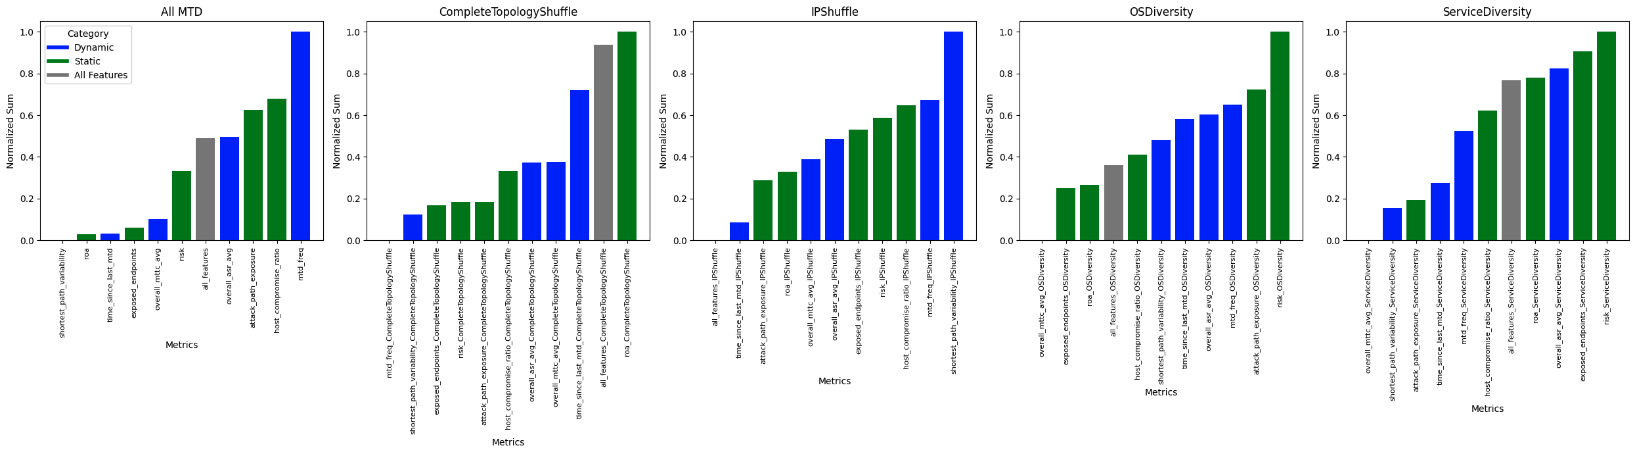 All MTD
Normalized Sum
1.0
0.8
0.6
0.4
0.2
0.0
Category
Dynamic
Static
All Features
shortest_path_variability
roa
time_since_last_mtd
exposed_endpoints
overall_mttc_avg
risk
all_features
overall_asr_avg
attack_path_exposure
host_compromise_ratio
mtd_freq
Metrics
CompleteTopologyShuffle
Normalized Sum
1.0
0.8
0.6
0.4
0.2
0.0
mtd_freq_CompleteTopologyShuffle
shortest_path_variability_CompleteTopologyShuffle
exposed_endpoints_CompleteTopologyShuffle
risk_CompleteTopologyShuffle
attack_path_exposure_CompleteTopologyShuffle
host_compromise_ratio_CompleteTopologyShuffle
overall_asr_avg_CompleteTopologyShuffle
overall_mttc_avg_CompleteTopologyShuffle
time_since_last_mtd_CompleteTopologyShuffle
all_features_CompleteTopologyShuffle
roa_CompleteTopologyShuffle
Metrics
IPShuffle
Normalized Sum
1.0
0.8
0.6
0.4
0.2
0.0
all_features_IPShuffle
time_since_last_mtd_IPShuffle
attack_path_exposure_IPShuffle
roa_IPShuffle
overall_mttc_avg_IPShuffle
overall_asr_avg_IPShuffle
exposed_endpoints_IPShuffle
risk_IPShuffle
host_compromise_ratio_IPShuffle
mtd_freq_IPShuffle
shortest_path_variability_IPShuffle
Metrics
OSDiversity
Normalized Sum
1.0
0.8
0.6
0.4
0.2
0.0
overall_mttc_avg_OSDiversity
exposed_endpoints_OSDiversity
roa_OSDiversity
all_features_OSDiversity
host_compromise_ratio_OSDiversity
shortest_path_variability_OSDiversity
time_since_last_mtd_OSDiversity
overall_asr_avg_OSDiversity
mtd_freq_OSDiversity
attack_path_exposure_OSDiversity
risk_OSDiversity
Metrics
ServiceDiversity
Normalized Sum
1.0
0.8
0.6
0.4
0.2
0.0
overall_mttc_avg_ServiceDiversity
shortest_path_variability_ServiceDiversity
attack_path_exposure_ServiceDiversity
time_since_last_mtd_ServiceDiversity
mtd_freq_ServiceDiversity
host_compromise_ratio_ServiceDiversity
all_features_ServiceDiversity
roa_ServiceDiversity
overall_asr_avg_ServiceDiversity
exposed_endpoints_ServiceDiversity
risk_ServiceDiversity
Metrics